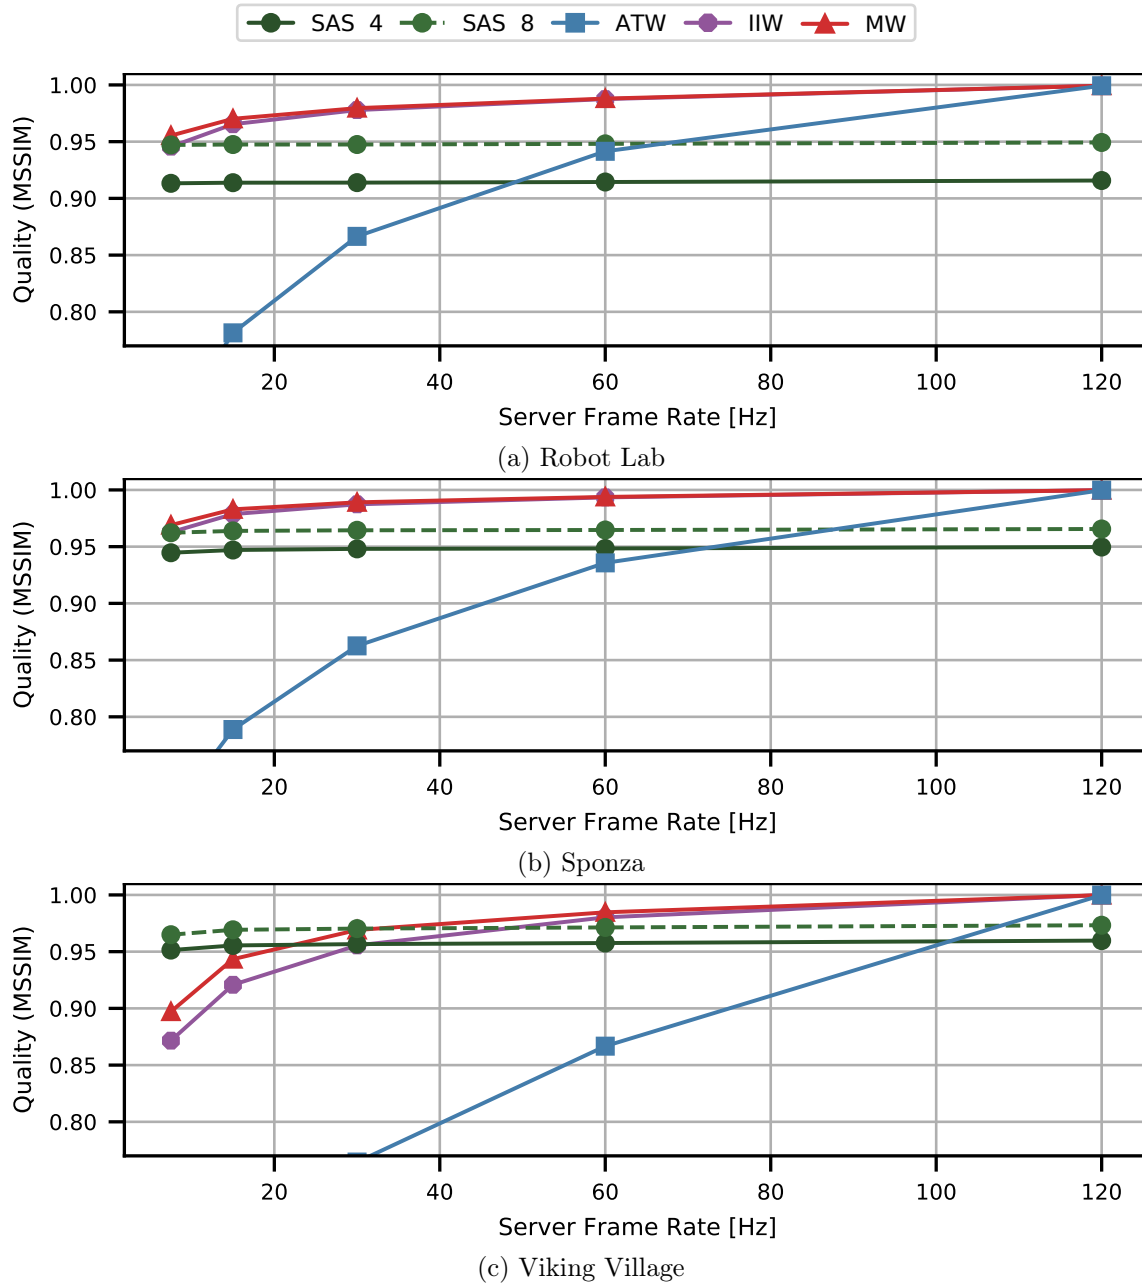 SAS 4 SAS 8 ATW IIW MW
1.00
0.95
0.90
0.85
0.80
Quality (MSSIM)
20 40 60 80 100 120
Server Frame Rate [Hz]
(a) Robot Lab
1.00
0.95
0.90
0.85
0.80
Quality (MSSIM)
20 40 60 80 100 120
Server Frame Rate [Hz]
(b) Sponza
1.00
0.95
0.90
0.85
0.80
Quality (MSSIM)
20 40 60 80 100 120
Server Frame Rate [Hz]
(c) Viking Village